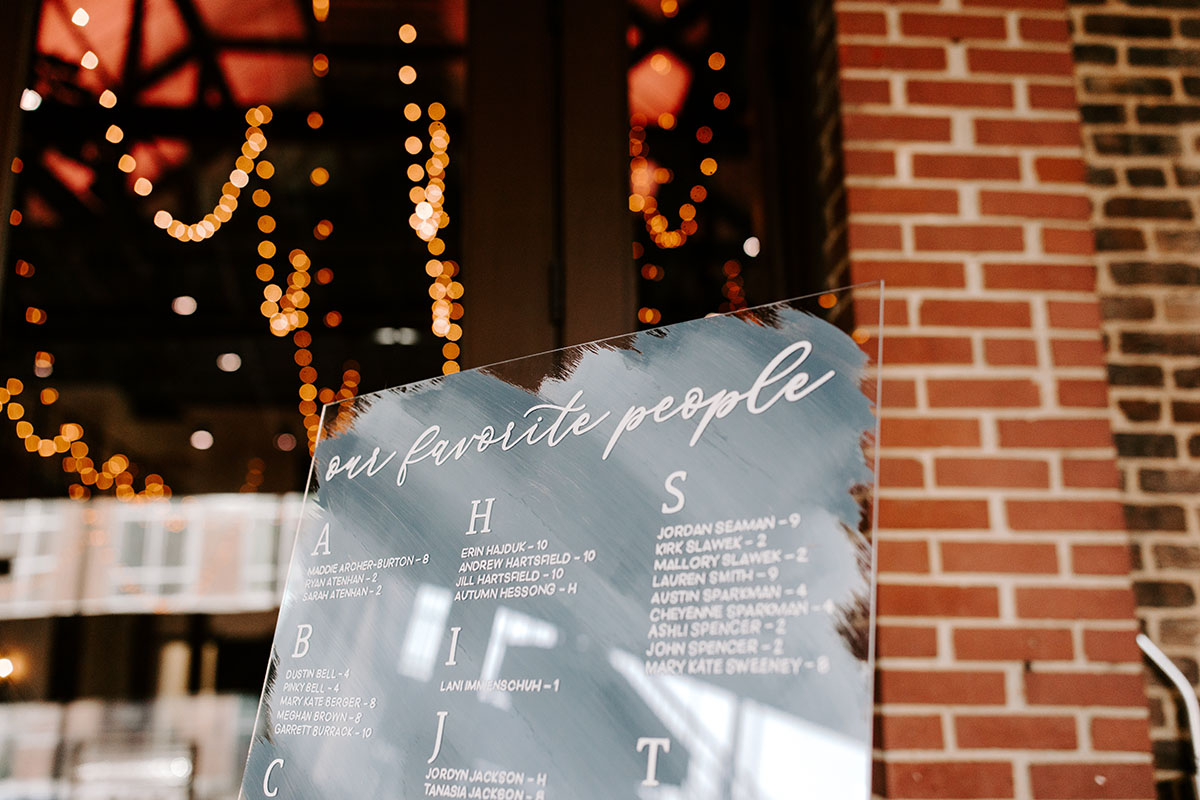 our favorite people
A
MADDIE AROHER-BURTON - 8
RYAN ATENHAN - 2
SARAH ATENHAN - 2
B
DUSTIN BELL - 4
PINKY BELL - 4
MARY KATE BERGER - 8
MEGHAN BROWN - 8
GARRETT BURRACK - 10
C
H
ERIN HAJDUK - 10
ANDREW HARTSFIELD - 10
JILL HARTSFIELD - 10
AUTUMN HESSONG - H
I
LANI IMMENSCHUH - 1
J
JORDYN JACKSON - H
TANASIA JACKSON - 8
S
JORDAN SEAMAN - 9
KIRK SLAWEK - 2
MALLORY SLAWEK - 2
LAUREN SMITH - 9
AUSTIN SPARKMAN - 4
CHEYENNE SPARKMAN - 4
ASHLI SPENCER - 2
JOHN SPENCER - 2
MARY KATE SWEENEY - 8
T